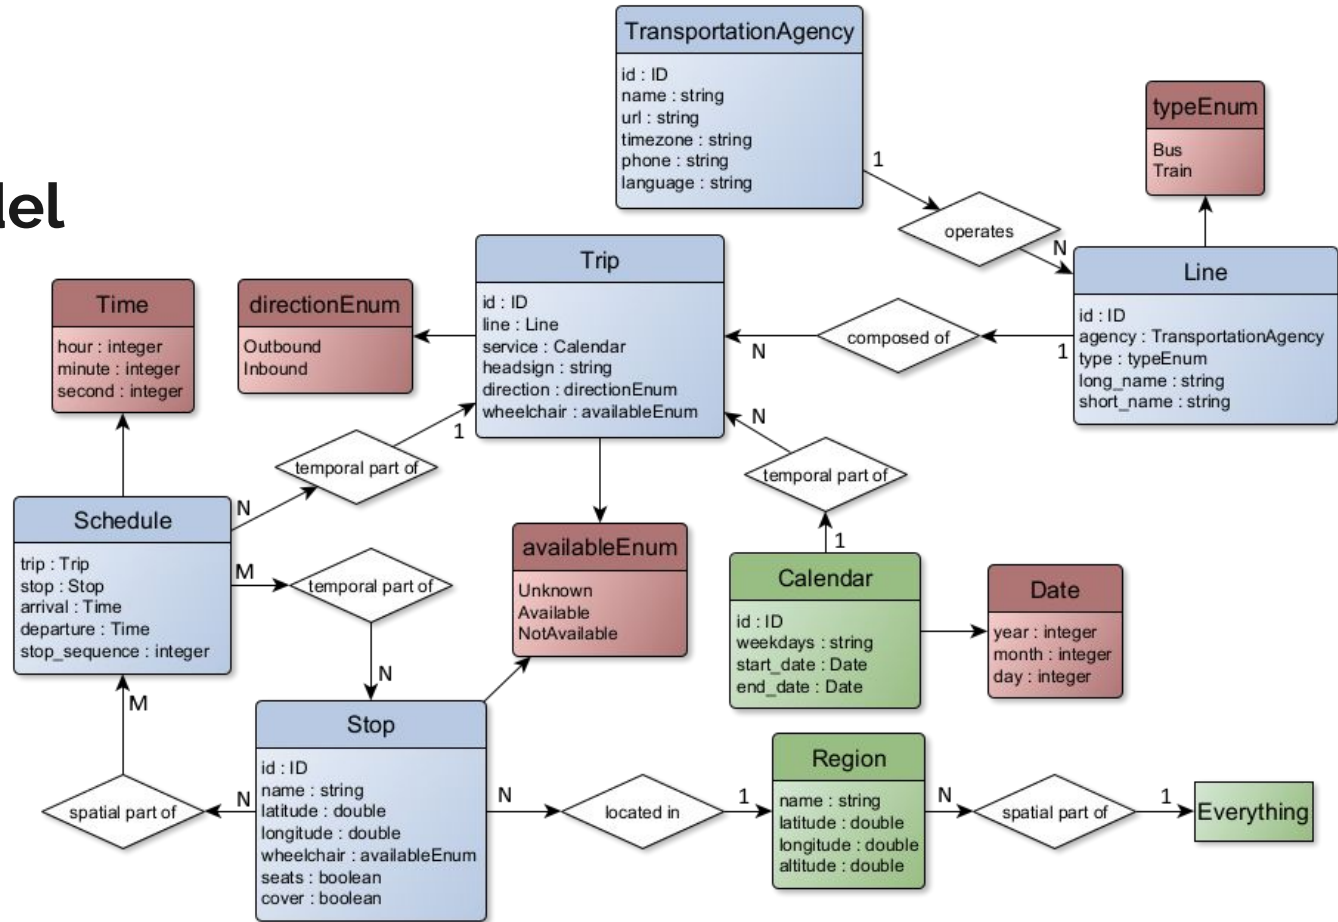 del
TransportationAgency
id : ID
name : string
url : string
timezone : string
phone : string
language : string
typeEnum
Bus
Train
1
operates
N
Line
id : ID
agency : TransportationAgency
type : typeEnum
long_name : string
short_name : string
1
composed of
N
Trip
id : ID
line : Line
service : Calendar
headsign : string
direction : directionEnum
wheelchair : availableEnum
directionEnum
Outbound
Inbound
Time
hour : integer
minute : integer
second : integer
1
temporal part of
N
N
temporal part of
1
Schedule
trip : Trip
stop : Stop
arrival : Time
departure : Time
stop_sequence : integer
M
temporal part of
N
availableEnum
Unknown
Available
NotAvailable
Calendar
id : ID
weekdays : string
start_date : Date
end_date : Date
Date
year : integer
month : integer
day : integer
M
spatial part of
N
Stop
id : ID
name : string
latitude : double
longitude : double
wheelchair : availableEnum
seats : boolean
cover : boolean
N
located in
1
Region
name : string
latitude : double
longitude : double
altitude : double
N
spatial part of
1
Everything